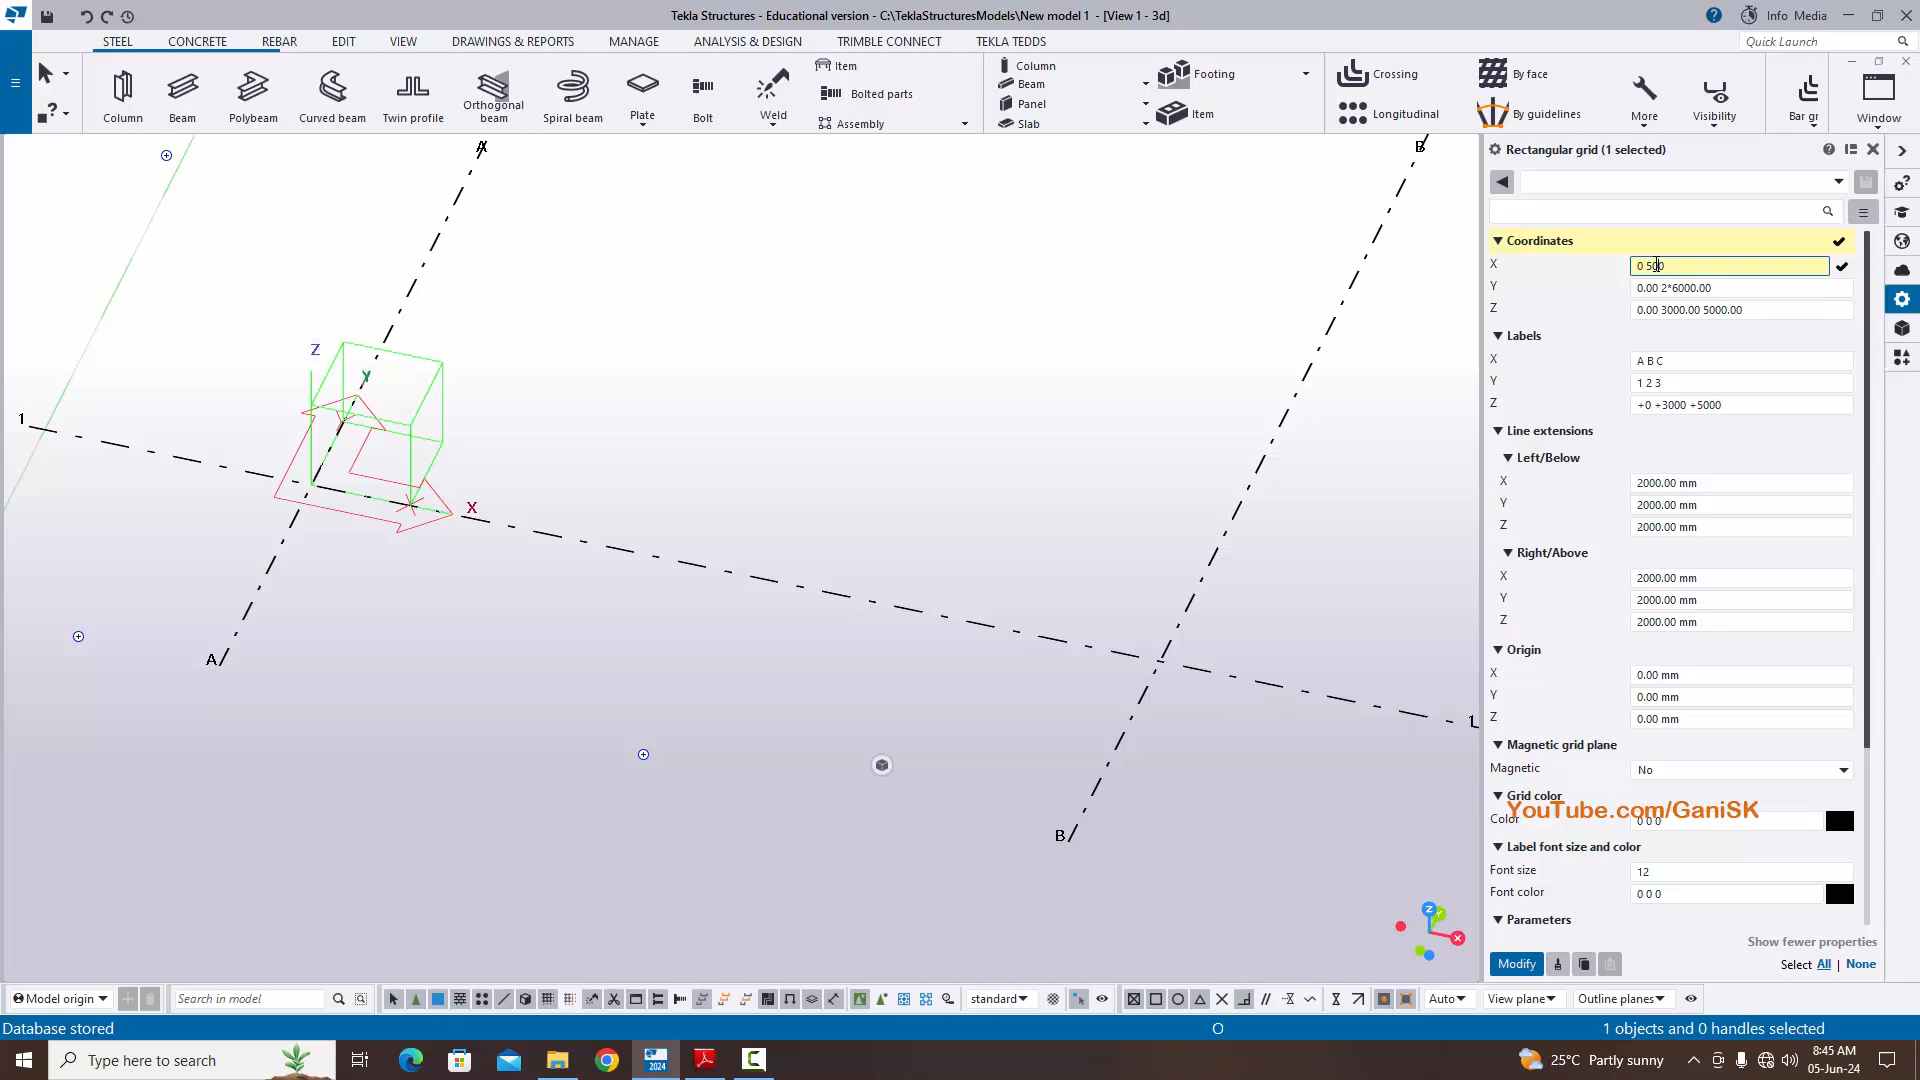 Tekla Structures - Educational version - C:\TeklaStructuresModels\New model 1 - [View 1 - 3d]
Info Media
STEEL CONCRETE REBAR EDIT VIEW DRAWINGS & REPORTS MANAGE ANALYSIS & DESIGN TRIMBLE CONNECT TEKLA TEDDS
Quick Launch
Column
Beam
Polybeam
Curved beam
Twin profile
Orthogonal
beam
Spiral beam
Plate
Bolt
Weld
Item
Bolted parts
Assembly
Column
Beam
Panel
Slab
Footing
Item
Crossing
Longitudinal
By face
By guidelines
More
Visibility
Bar gr
Window
A
B
Z
Y
1
X
A
1
B
Z
X
Rectangular grid (1 selected)
Coordinates
X 0 500
Y 0.00 2*6000.00
Z 0.00 3000.00 5000.00
Labels
X A B C
Y 1 2 3
Z +0 +3000 +5000
Line extensions
Left/Below
X 2000.00 mm
Y 2000.00 mm
Z 2000.00 mm
Right/Above
X 2000.00 mm
Y 2000.00 mm
Z 2000.00 mm
Origin
X 0.00 mm
Y 0.00 mm
Z 0.00 mm
Magnetic grid plane
Magnetic No
Grid color
YouTube.com/GaniSK
Color 0 0 0
Label font size and color
Font size 12
Font color 0 0 0
Parameters
Show fewer properties
Modify
Select All None
Model origin
Search in model
standard
Auto
View plane
Outline planes
Database stored
O
1 objects and 0 handles selected
Type here to search
2024
25°C Partly sunny
8:45 AM
05-Jun-24